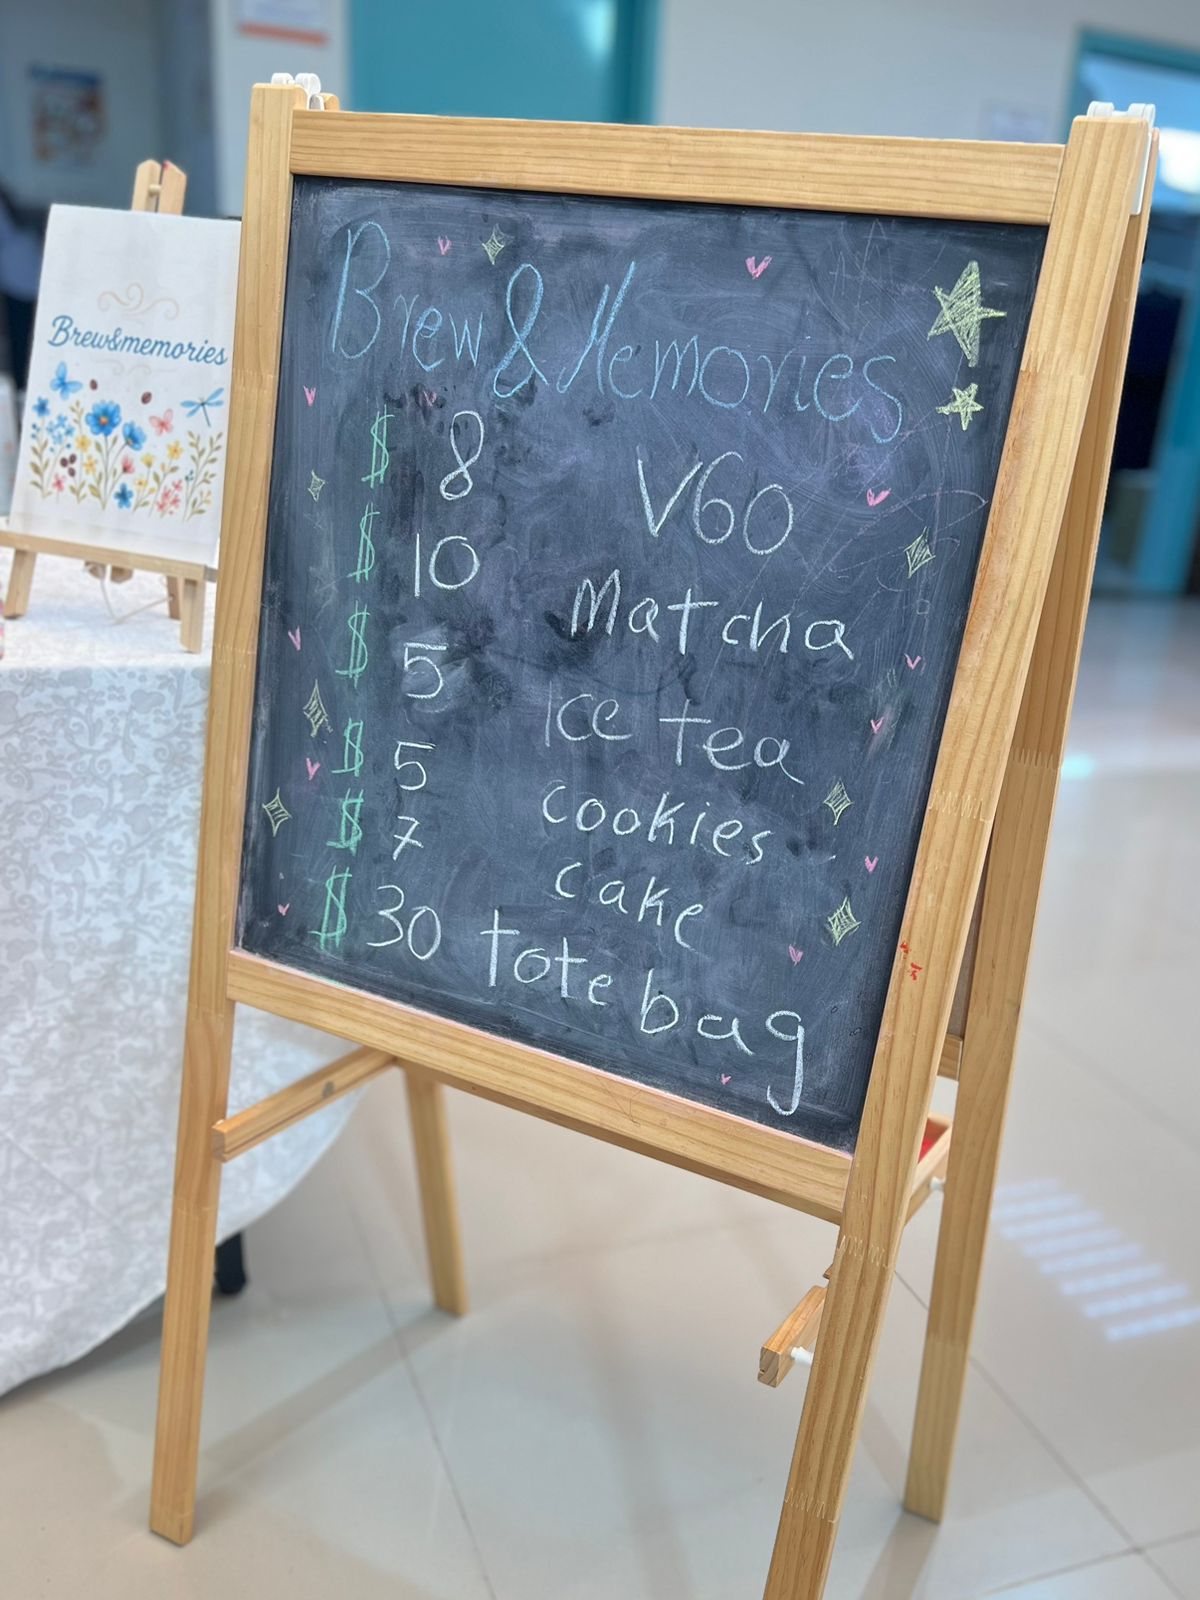 Brew & Memories
$ 8 V60
$ 10 Matcha
$ 5 Ice tea
$ 5 cookies
$ 7 cake
$ 30 tote bag
Brew&memories